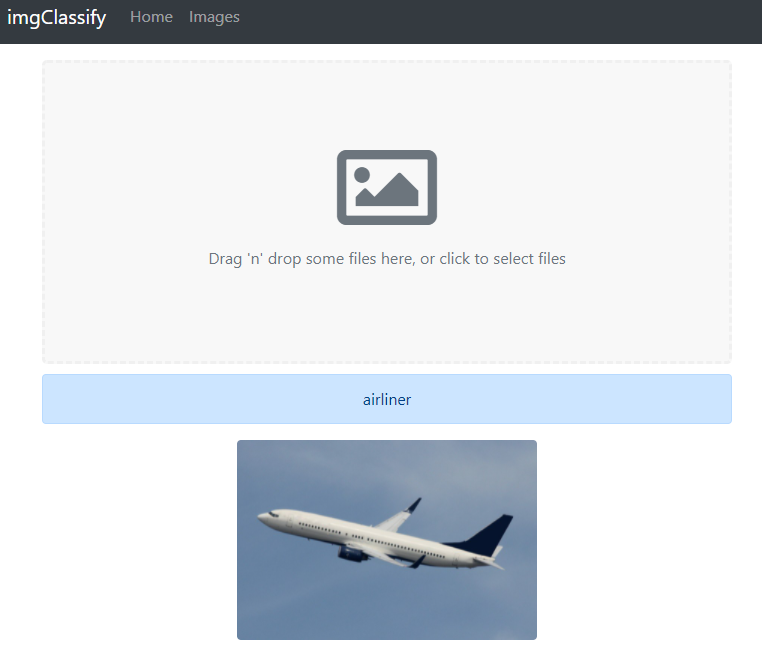 imgClassify Home Images
Drag 'n' drop some files here, or click to select files
airliner